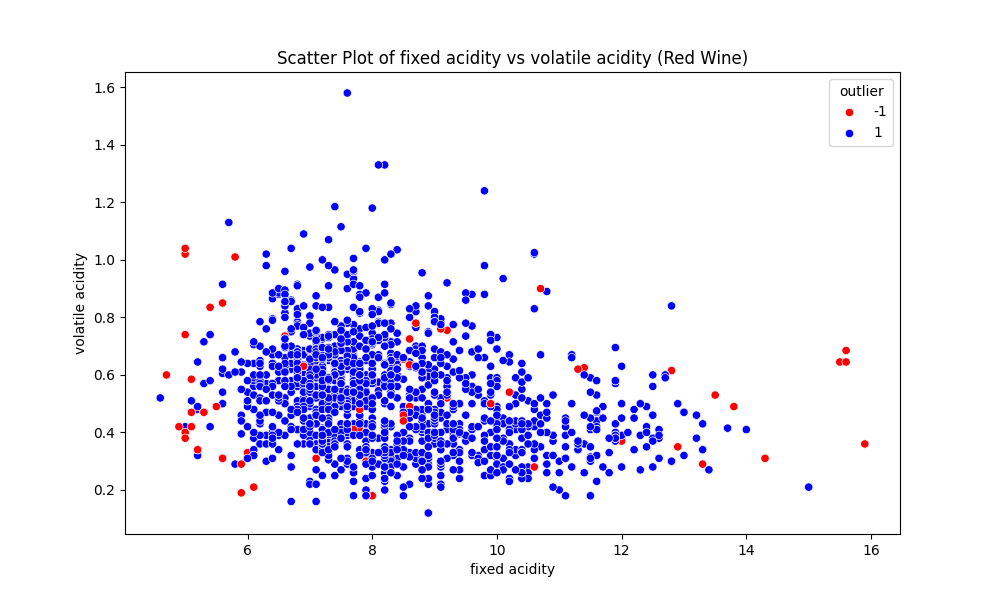 Scatter Plot of fixed acidity vs volatile acidity (Red Wine)
outlier
-1
1
1.6
1.4
1.2
1.0
0.8
0.6
0.4
0.2
volatile acidity
6 8 10 12 14 16
fixed acidity